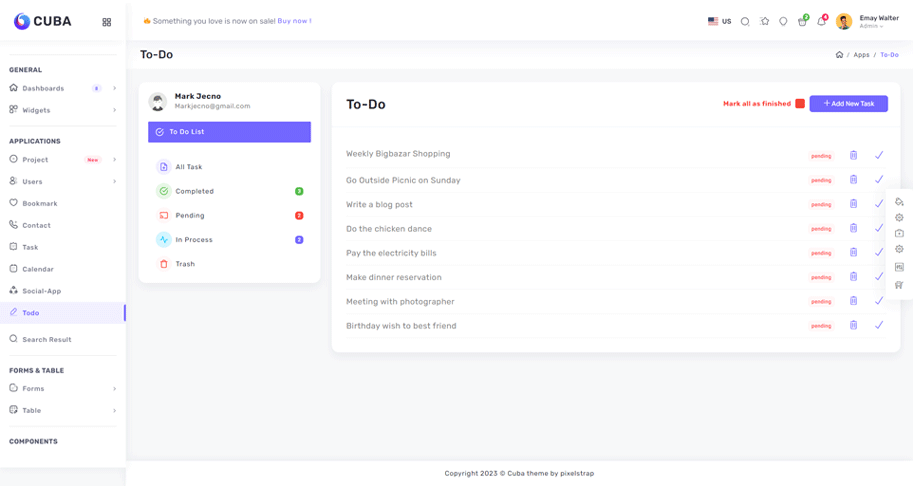 CUBA
Something you love is now on sale! Buy now !
US
2
4
Emay Walter
Admin
To-Do
/ Apps / To-Do
GENERAL
Dashboards
Widgets
APPLICATIONS
Project New
Users
Bookmark
Contact
Task
Calendar
Social-App
Todo
Search Result
FORMS & TABLE
Forms
Table
COMPONENTS
Mark Jecno
Markjecno@gmail.com
To Do List
All Task
Completed 3
Pending 2
In Process 2
Trash
To-Do
Mark all as finished
+ Add New Task
Weekly Bigbazar Shopping pending
Go Outside Picnic on Sunday pending
Write a blog post pending
Do the chicken dance pending
Pay the electricity bills pending
Make dinner reservation pending
Meeting with photographer pending
Birthday wish to best friend pending
Copyright 2023 © Cuba theme by pixelstrap